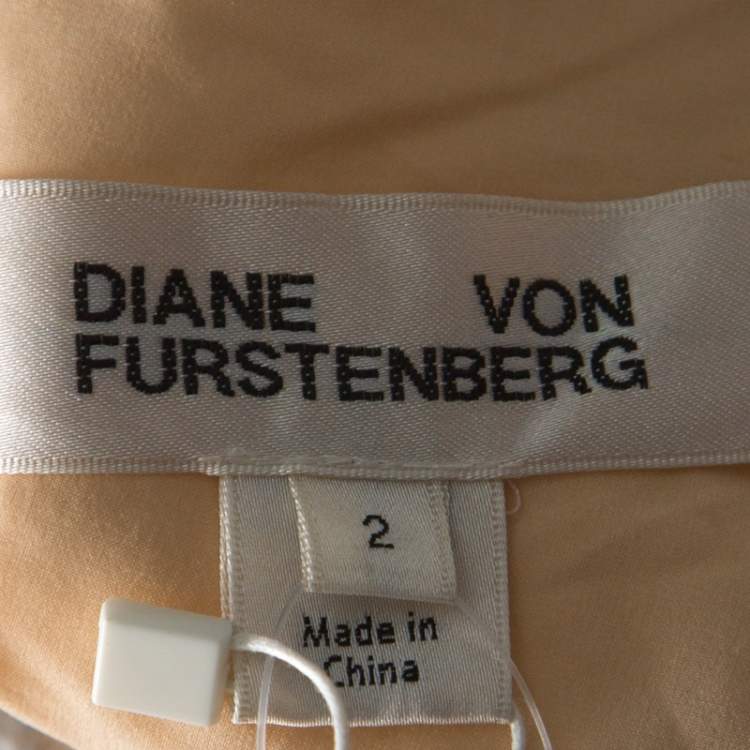 DIANE VON
FURSTENBERG
2
Made in
China